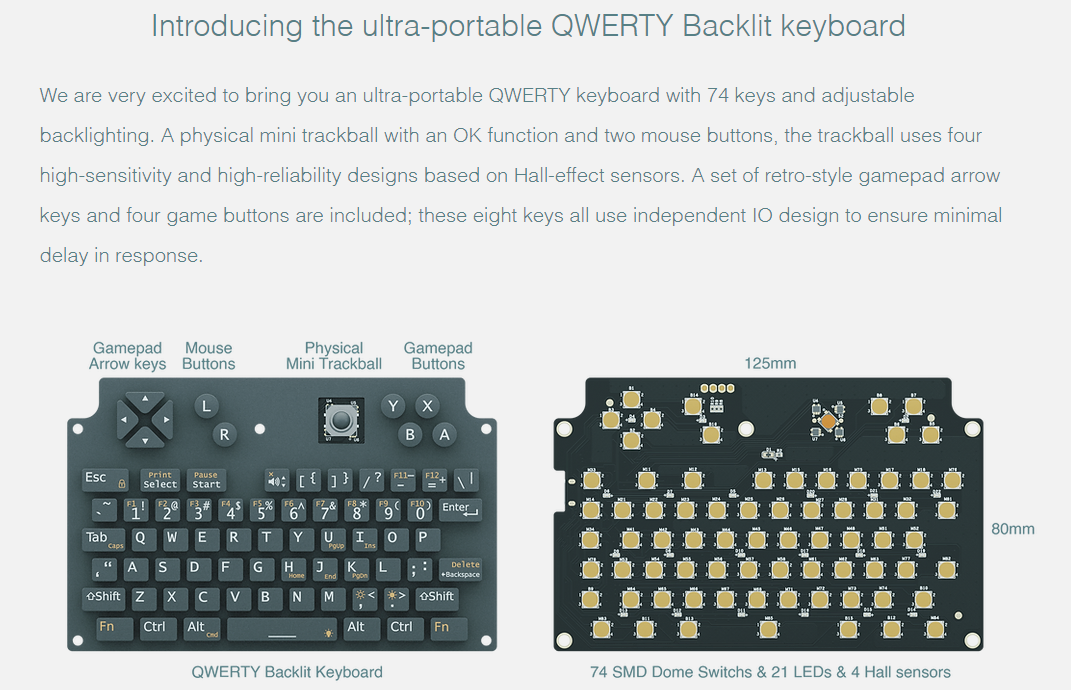 Introducing the ultra-portable QWERTY Backlit keyboard
We are very excited to bring you an ultra-portable QWERTY keyboard with 74 keys and adjustable
backlighting. A physical mini trackball with an OK function and two mouse buttons, the trackball uses four
high-sensitivity and high-reliability designs based on Hall-effect sensors. A set of retro-style gamepad arrow
keys and four game buttons are included; these eight keys all use independent IO design to ensure minimal
delay in response.
Gamepad Arrow keys
Mouse Buttons
Physical Mini Trackball
Gamepad Buttons
125mm
L
R
Y X
B A
Esc Print Select Pause Start [ { ] } / ? F11 - F12 = + \ |
` ~ F1 1 ! F2 2 @ F3 3 # F4 4 $ F5 5 % F6 6 ^ F7 7 & F8 8 * F9 9 ( F10 0 ) Enter
Tab Caps Q W E R T Y U PgUp I Ins O P
A S D F G H Home J End K PgDn L ; : Delete Backspace
Shift Z X C V B N M , < . > Shift
Fn Ctrl Alt Cmd Alt Ctrl Fn
80mm
QWERTY Backlit Keyboard
74 SMD Dome Switchs & 21 LEDs & 4 Hall sensors